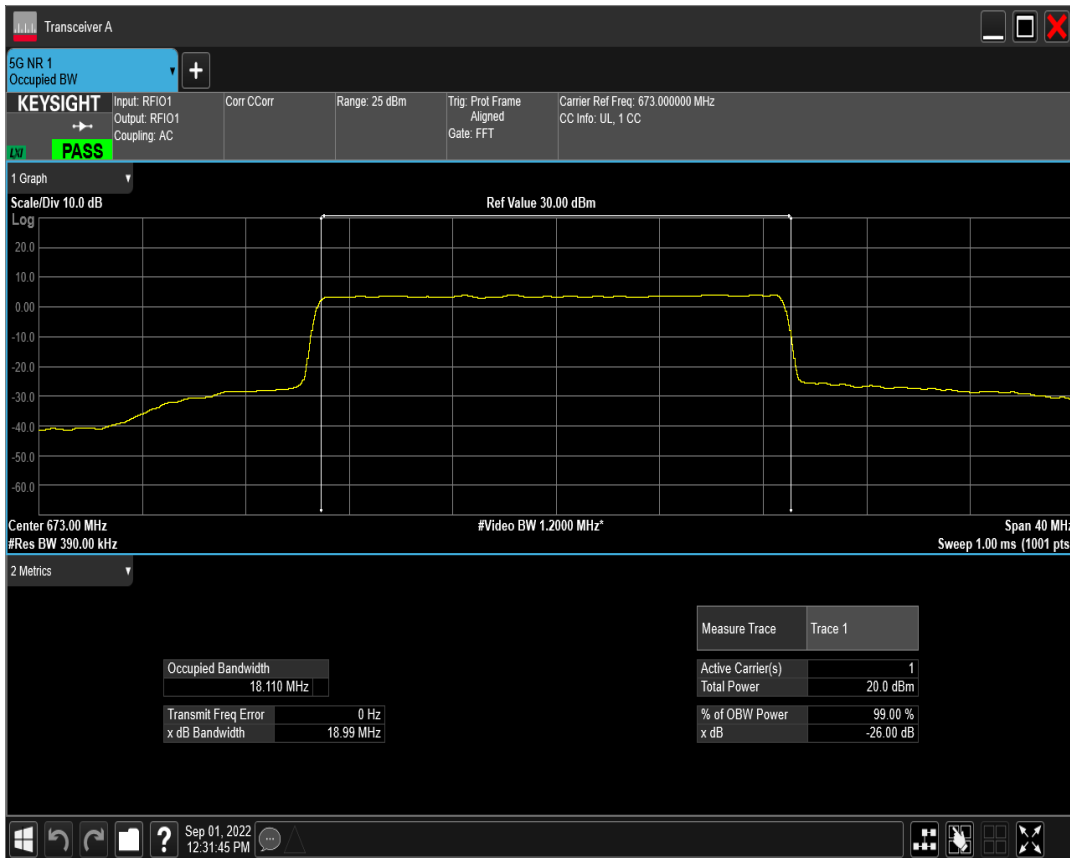 Transceiver A
5G NR 1
Occupied BW
KEYSIGHT
LXI
PASS
Input: RFIO1
Output: RFIO1
Coupling: AC
Corr CCorr
Range: 25 dBm
Trig: Prot Frame
Aligned
Gate: FFT
Carrier Ref Freq: 673.000000 MHz
CC Info: UL, 1 CC
1 Graph
Scale/Div 10.0 dB
Ref Value 30.00 dBm
Log
20.0
10.0
0.00
-10.0
-20.0
-30.0
-40.0
-50.0
-60.0
Center 673.00 MHz
#Video BW 1.2000 MHz*
Span 40 MHz
#Res BW 390.00 kHz
Sweep 1.00 ms (1001 pts
2 Metrics
Measure Trace Trace 1
Occupied Bandwidth
18.110 MHz
Active Carrier(s) 1
Total Power 20.0 dBm
Transmit Freq Error 0 Hz
x dB Bandwidth 18.99 MHz
% of OBW Power 99.00 %
x dB -26.00 dB
?
Sep 01, 2022
12:31:45 PM